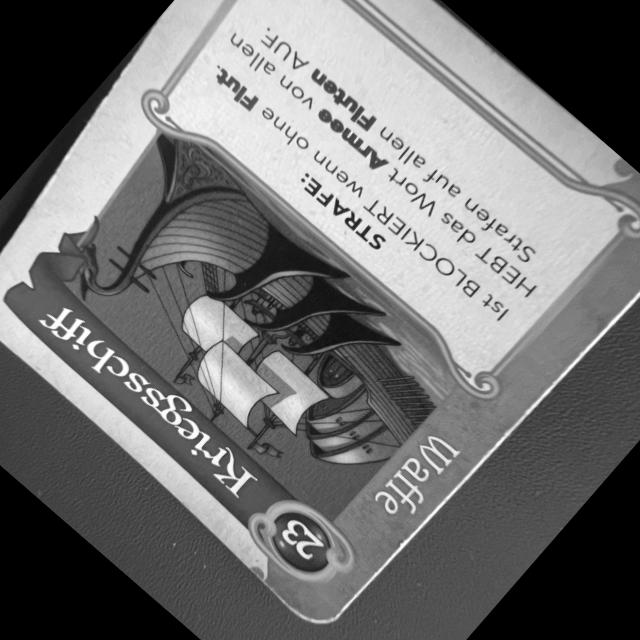 23
Kriegsschiff
Waffe
STRAFE:
Ist BLOCKIERT wenn ohne Flut.
HEBT das Wort Armee von allen
Strafen auf allen Fluten AUF.